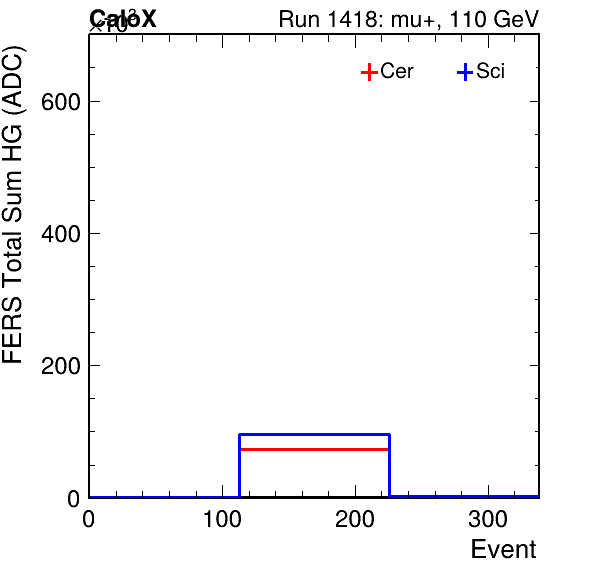 CaloX Run 1418: mu+, 110 GeV
×10³
FERS Total Sum HG (ADC)
Cer Sci
600
400
200
0
0 100 200 300
Event